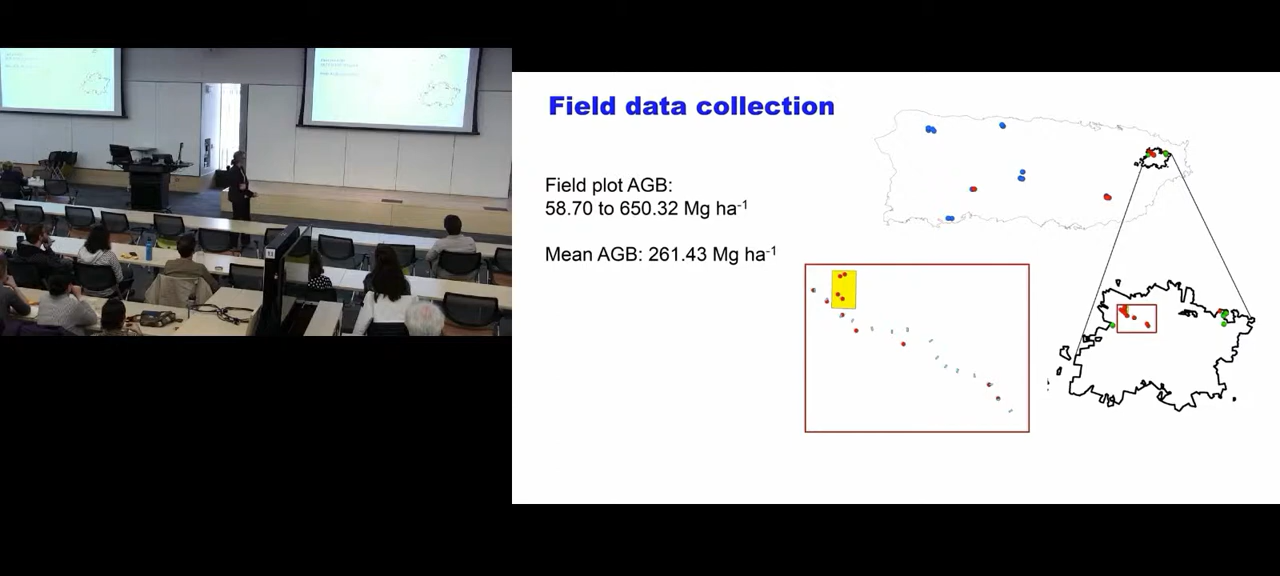 Field data collection
Field plot AGB:
58.70 to 650.32 Mg ha-1
Mean AGB: 261.43 Mg ha-1